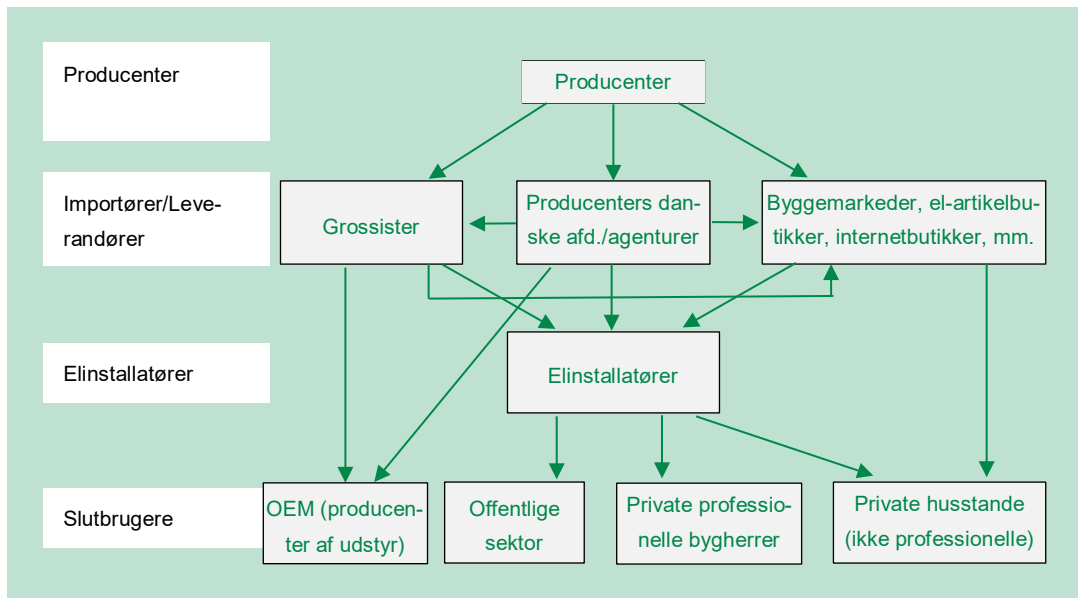 Producenter
Producenter
Importører/Leve-
randører
Grossister
Producenters dan-
ske afd./agenturer
Byggemarkeder, el-artikelbu-
tikker, internetbutikker, mm.
Elinstallatører
Elinstallatører
Slutbrugere
OEM (producen-
ter af udstyr)
Offentlige
sektor
Private professio-
nelle bygherrer
Private husstande
(ikke professionelle)